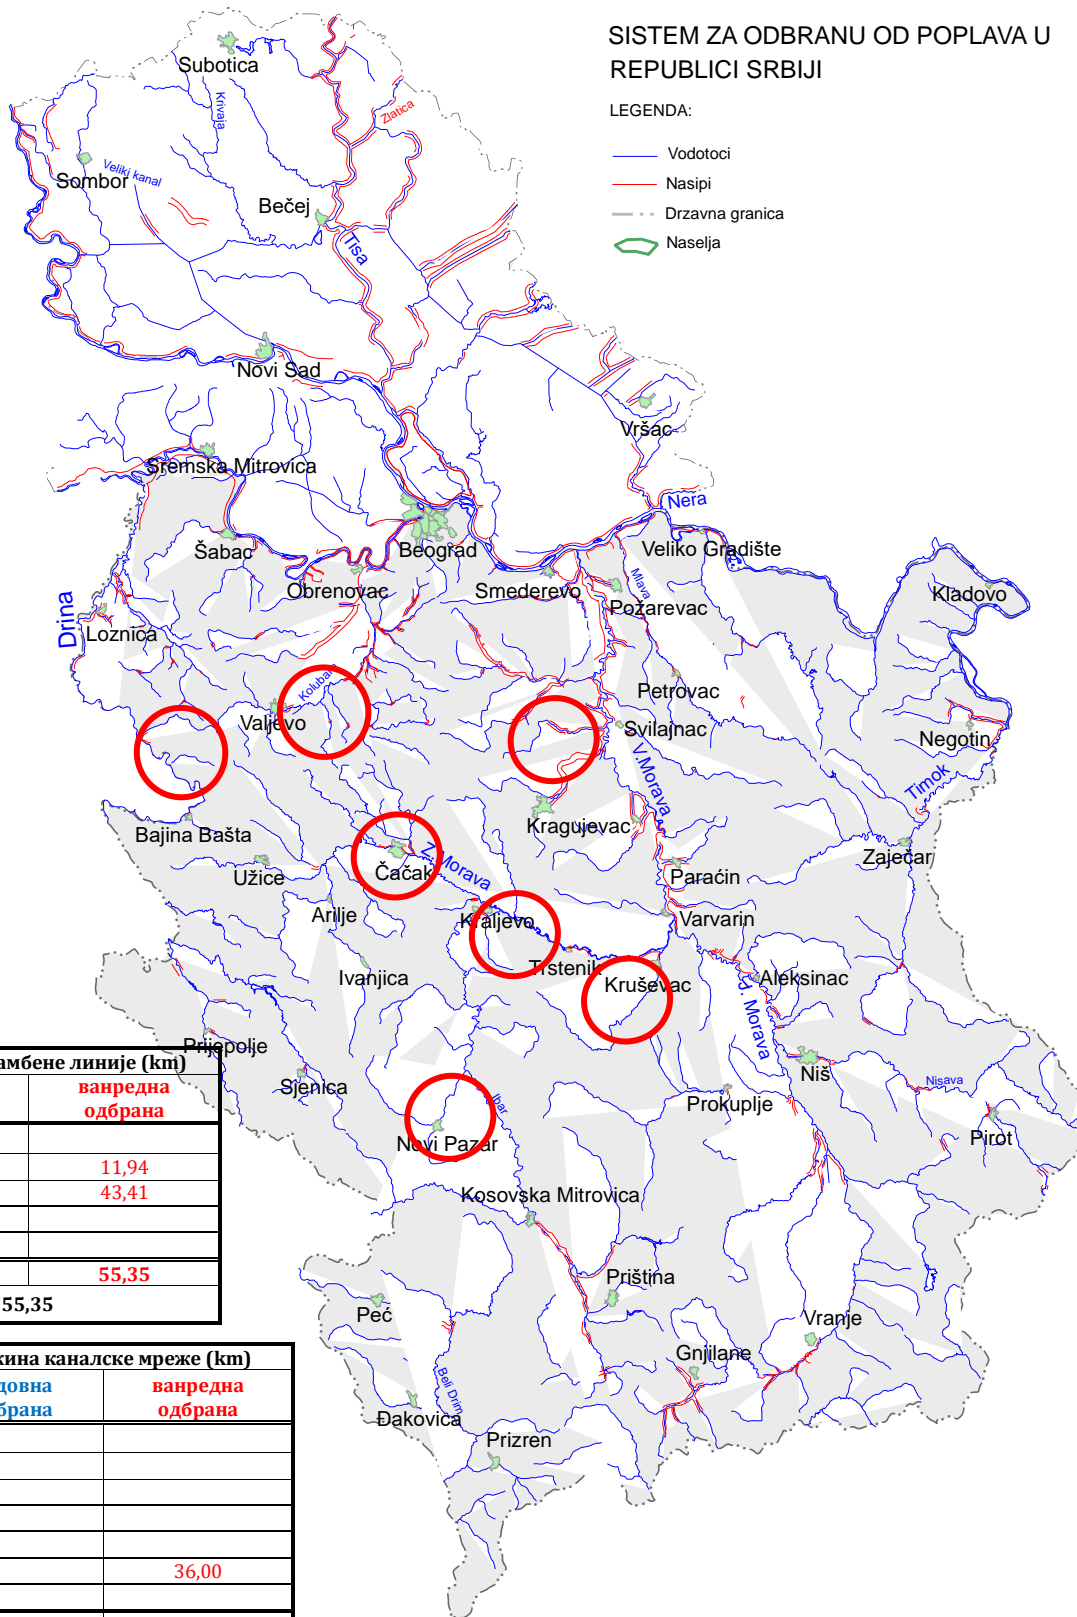 SISTEM ZA ODBRANU OD POPLAVA U
REPUBLICI SRBIJI
LEGENDA:
Vodotoci
Nasipi
Drzavna granica
Naselja
Subotica
Krivaja
Zlatica
Sombor
Veliki kanal
Bečej
Tisa
Novi Sad
Vršac
Sremska Mitrovica
Nera
Šabac
Beograd
Veliko Gradište
Obrenovac
Smederevo
Mlava
Požarevac
Kladovo
Drina
Loznica
Petrovac
Kolubara
Valjevo
Svilajnac
Negotin
V.Morava
Timok
Bajina Bašta
Kragujevac
Zaječar
Užice
Čačak
Z.Morava
Paraćin
Arilje
Kraljevo
Varvarin
Ivanjica
Trstenik
Kruševac
Aleksinac
J. Morava
Prijepolje
Sjenica
Niš
Nisava
Ibar
Prokuplje
Pirot
Novi Pazar
Kosovska Mitrovica
Priština
Peć
Vranje
Gnjilane
Beli Drim
Đakovica
Prizren
амбене линије (km)
ванредна
одбрана
11,94
43,41
55,35
55,35
кина каналске мреже (km)
довна ванредна
брана одбрана
36,00